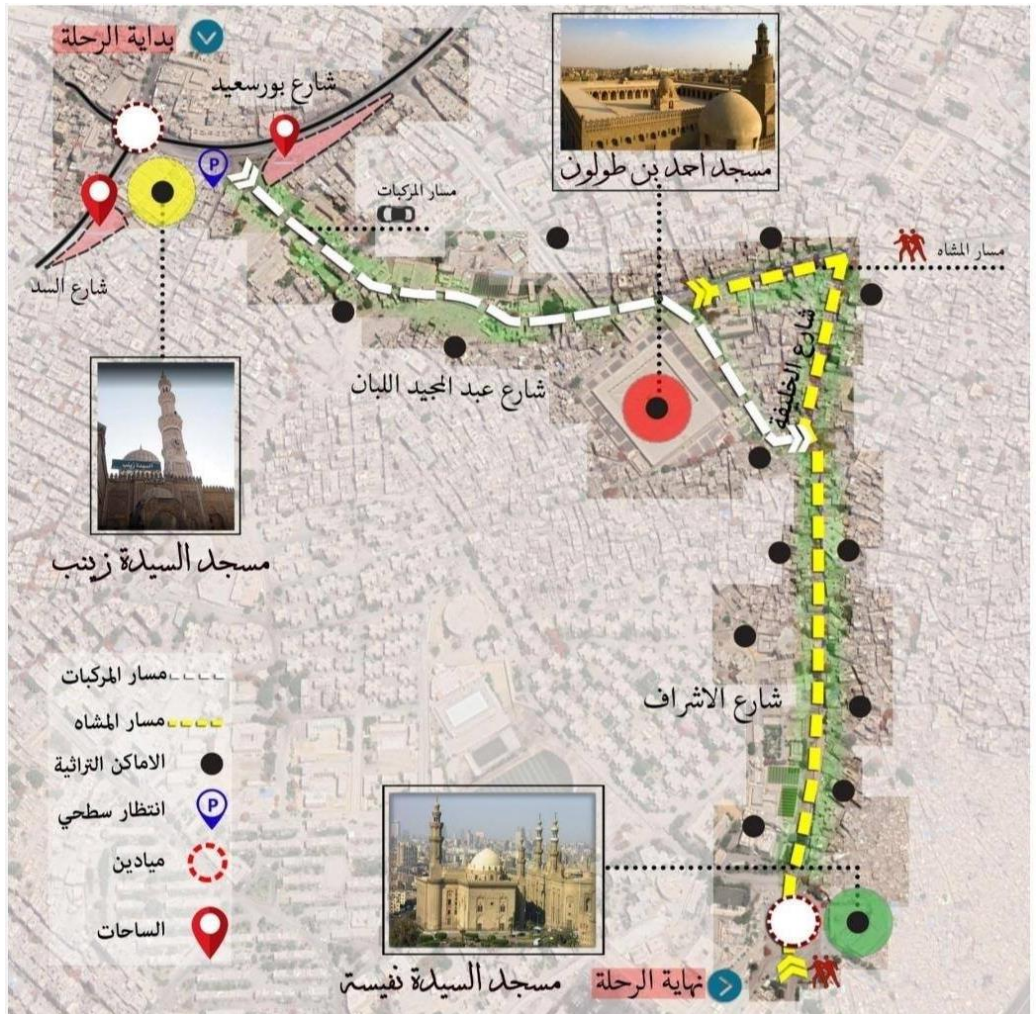 بداية الرحلة
شارع بورسعيد
مسجد احمد بن طولون
P
مسار المركبات
مسار المشاه
شارع السد
شارع الخليفة
شارع عبد المجيد اللبان
السيدة زينب
مسجد السيدة زينب
شارع الاشراف
مسار المركبات
مسار المشاه
الاماكن التراثية
انتظار سطحي
P
ميادين
الساحات
مسجد السيدة نفيسة
نهاية الرحلة